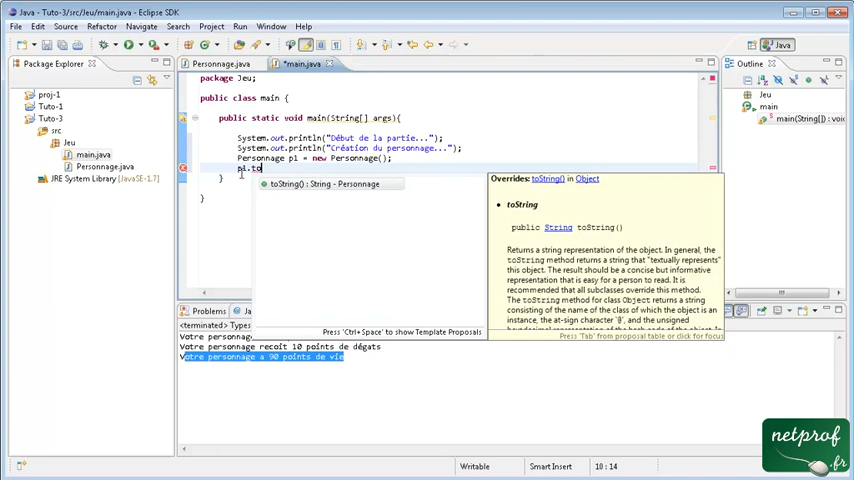 Java - Tuto-3/src/Jeu/main.java - Eclipse SDK
File Edit Source Refactor Navigate Search Project Run Window Help
Java
Package Explorer
Personnage.java
*main.java
Outline
proj-1
Tuto-1
Tuto-3
src
Jeu
main.java
Personnage.java
JRE System Library [JavaSE-1.7]
package Jeu;
public class main {
public static void main(String[] args){
System.out.println("Début de la partie...");
System.out.println("Création du personnage...");
Personnage p1 = new Personnage();
p1.to
}
}
toString() : String - Personnage
Press 'Ctrl+Space' to show Template Proposals
Overrides: toString() in Object
toString
public String toString()
Returns a string representation of the object. In general, the
toString method returns a string that "textually represents"
this object. The result should be a concise but informative
representation that is easy for a person to read. It is
recommended that all subclasses override this method.
The toString method for class Object returns a string
consisting of the name of the class of which the object is an
instance, the at-sign character `@', and the unsigned
Press 'Tab' from proposal table or click for focus
Jeu
main
main(String[]) : vo
Problems
Ja
<terminated> Types
Votre personnag
Votre personnage recoit 10 points de dégats
Votre personnage a 90 points de vie
Writable
Smart Insert
10 : 14
netprof
.fr